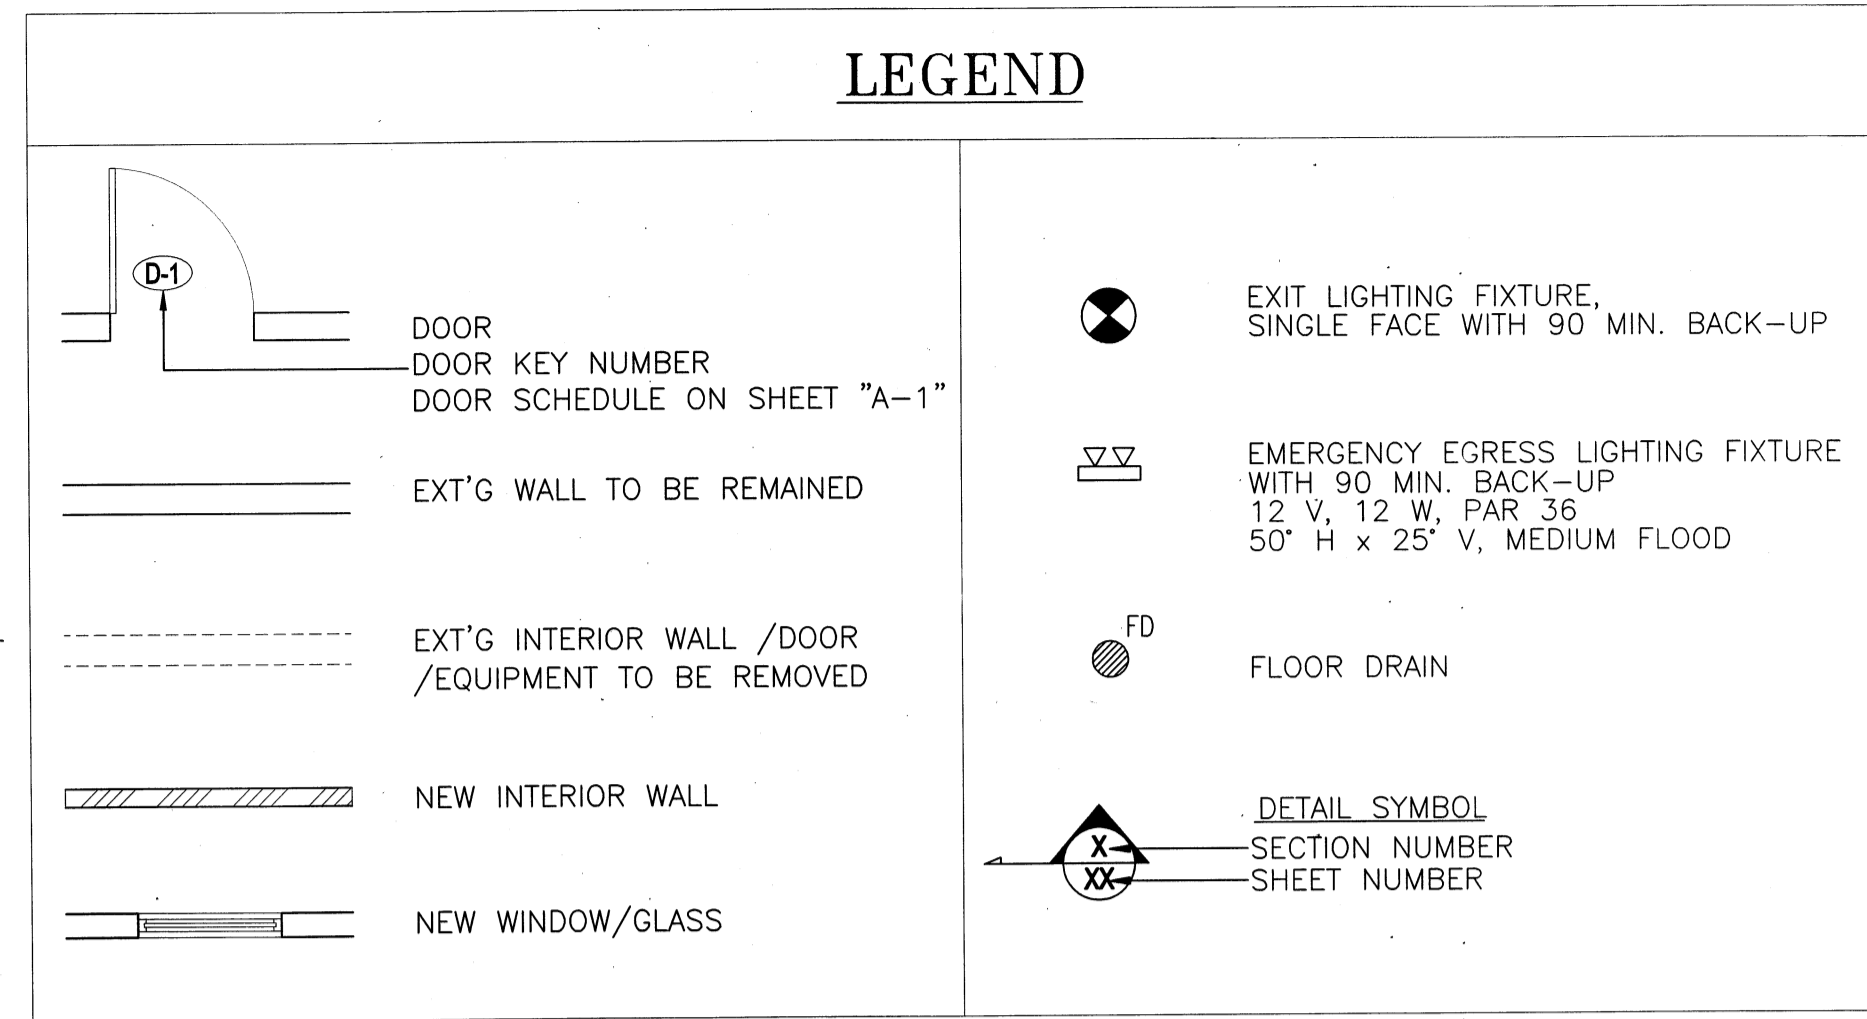 LEGEND
D-1
DOOR
DOOR KEY NUMBER
DOOR SCHEDULE ON SHEET "A-1"
EXT'G WALL TO BE REMAINED
EXT'G INTERIOR WALL /DOOR
/EQUIPMENT TO BE REMOVED
NEW INTERIOR WALL
NEW WINDOW/GLASS
EXIT LIGHTING FIXTURE,
SINGLE FACE WITH 90 MIN. BACK-UP
EMERGENCY EGRESS LIGHTING FIXTURE
WITH 90 MIN. BACK-UP
12 V, 12 W, PAR 36
50° H x 25° V, MEDIUM FLOOD
FD
FLOOR DRAIN
DETAIL SYMBOL
X
SECTION NUMBER
XX
SHEET NUMBER